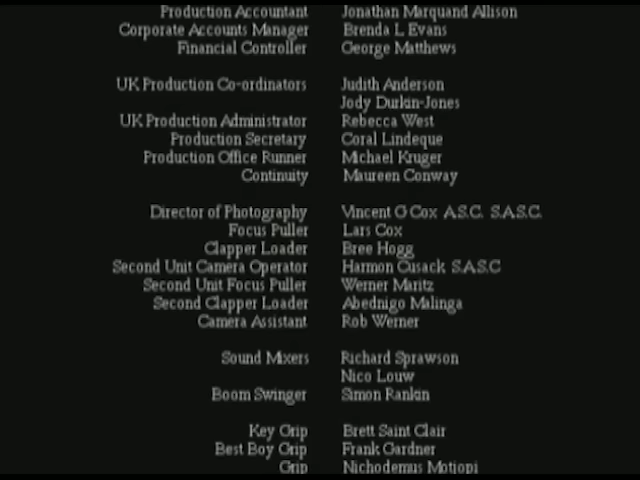 Production Accountant Jonathan Marquand Allison
Corporate Accounts Manager Brenda L Evans
Financial Controller George Matthews
UK Production Co-ordinators Judith Anderson
Jody Durkin-Jones
UK Production Administrator Rebecca West
Production Secretary Coral Lindeque
Production Office Runner Michael Kruger
Continuity Maureen Conway
Director of Photography Vincent G Cox A.S.C. S.A.S.C.
Focus Puller Lars Cox
Clapper Loader Bree Hogg
Second Unit Camera Operator Harmon Cusack S.A.S.C
Second Unit Focus Puller Werner Maritz
Second Clapper Loader Abednigo Malinga
Camera Assistant Rob Werner
Sound Mixers Richard Sprawson
Nico Louw
Boom Swinger Simon Rankin
Key Grip Brett Saint Clair
Best Boy Grip Frank Gardner
Grip Nichodemus Motiopi